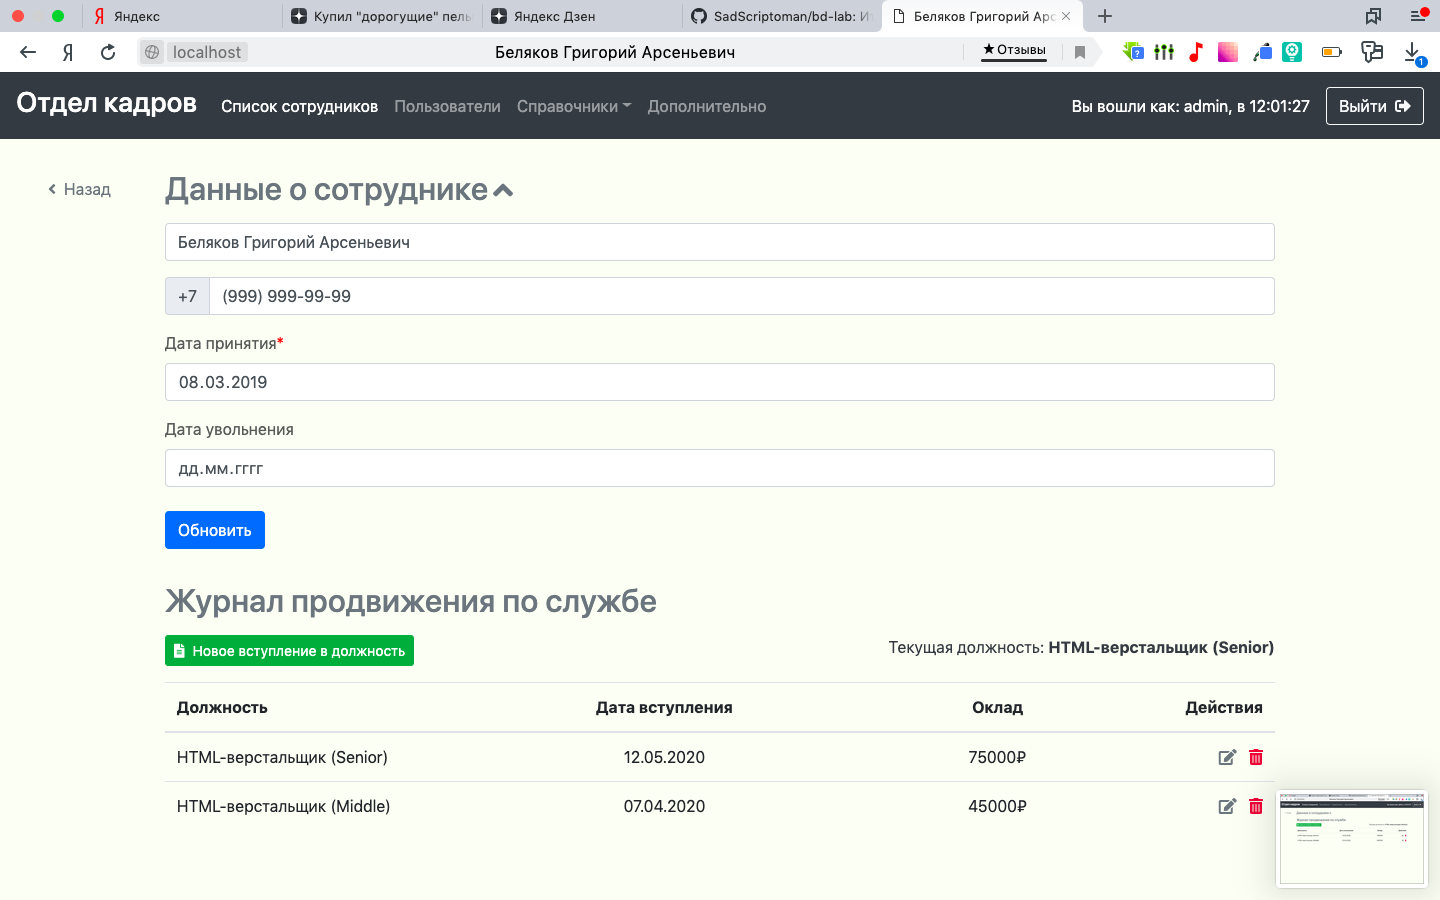 Яндекс
Купил "дорогущие"
Яндекс Дзен
SadScriptoman/bd-lab:
Беляков Григорий Арс
localhost
Беляков Григорий Арсеньевич
★Отзывы
1
Отдел кадров
Список сотрудников
Пользователи
Справочники
Дополнительно
Вы вошли как: admin, в 12:01:27
Выйти
Назад
Данные о сотруднике
Беляков Григорий Арсеньевич
+7 (999) 999-99-99
Дата принятия*
08.03.2019
Дата увольнения
дд.мм.гггг
Обновить
Журнал продвижения по службе
Новое вступление в должность
Текущая должность: HTML-верстальщик (Senior)
Должность Дата вступления Оклад Действия
HTML-верстальщик (Senior) 12.05.2020 75000₽
HTML-верстальщик (Middle) 07.04.2020 45000₽